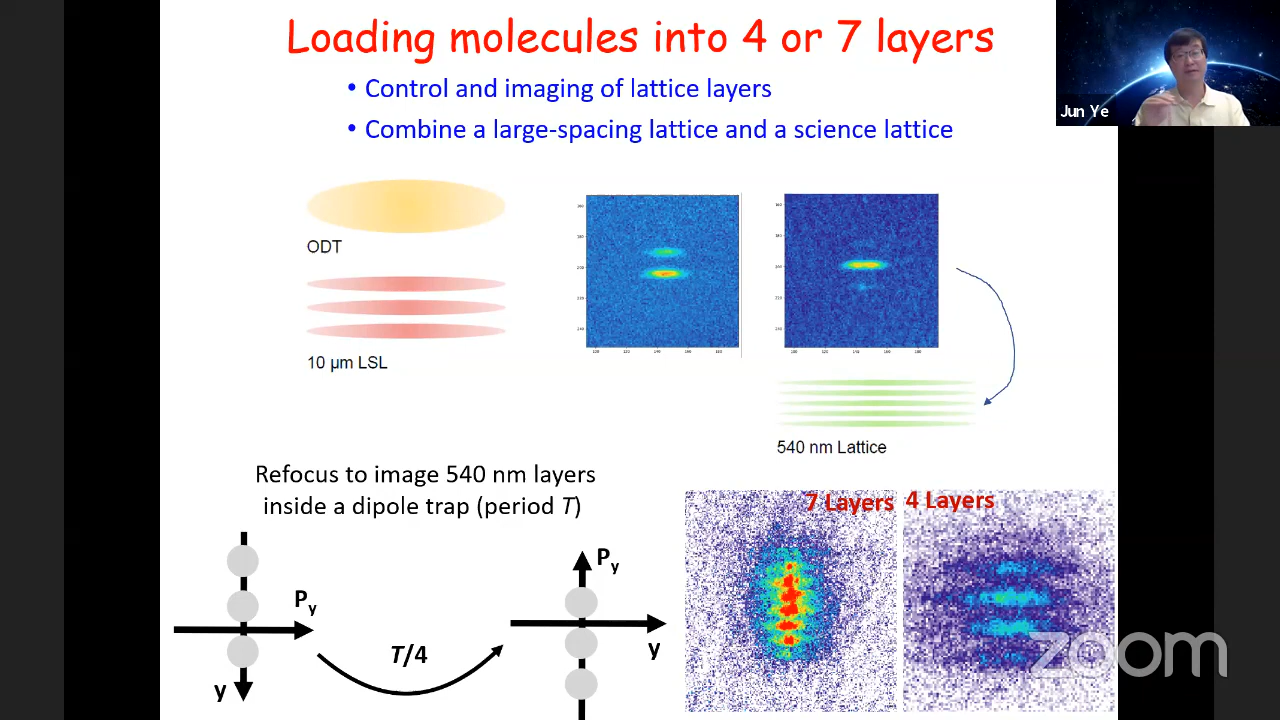 Loading molecules into 4 or 7 layers
• Control and imaging of lattice layers
• Combine a large-spacing lattice and a science lattice
Jun Ye
ODT
10 µm LSL
540 nm Lattice
Refocus to image 540 nm layers
inside a dipole trap (period T)
Py
y
T/4
Py
y
7 Layers
4 Layers
zoom